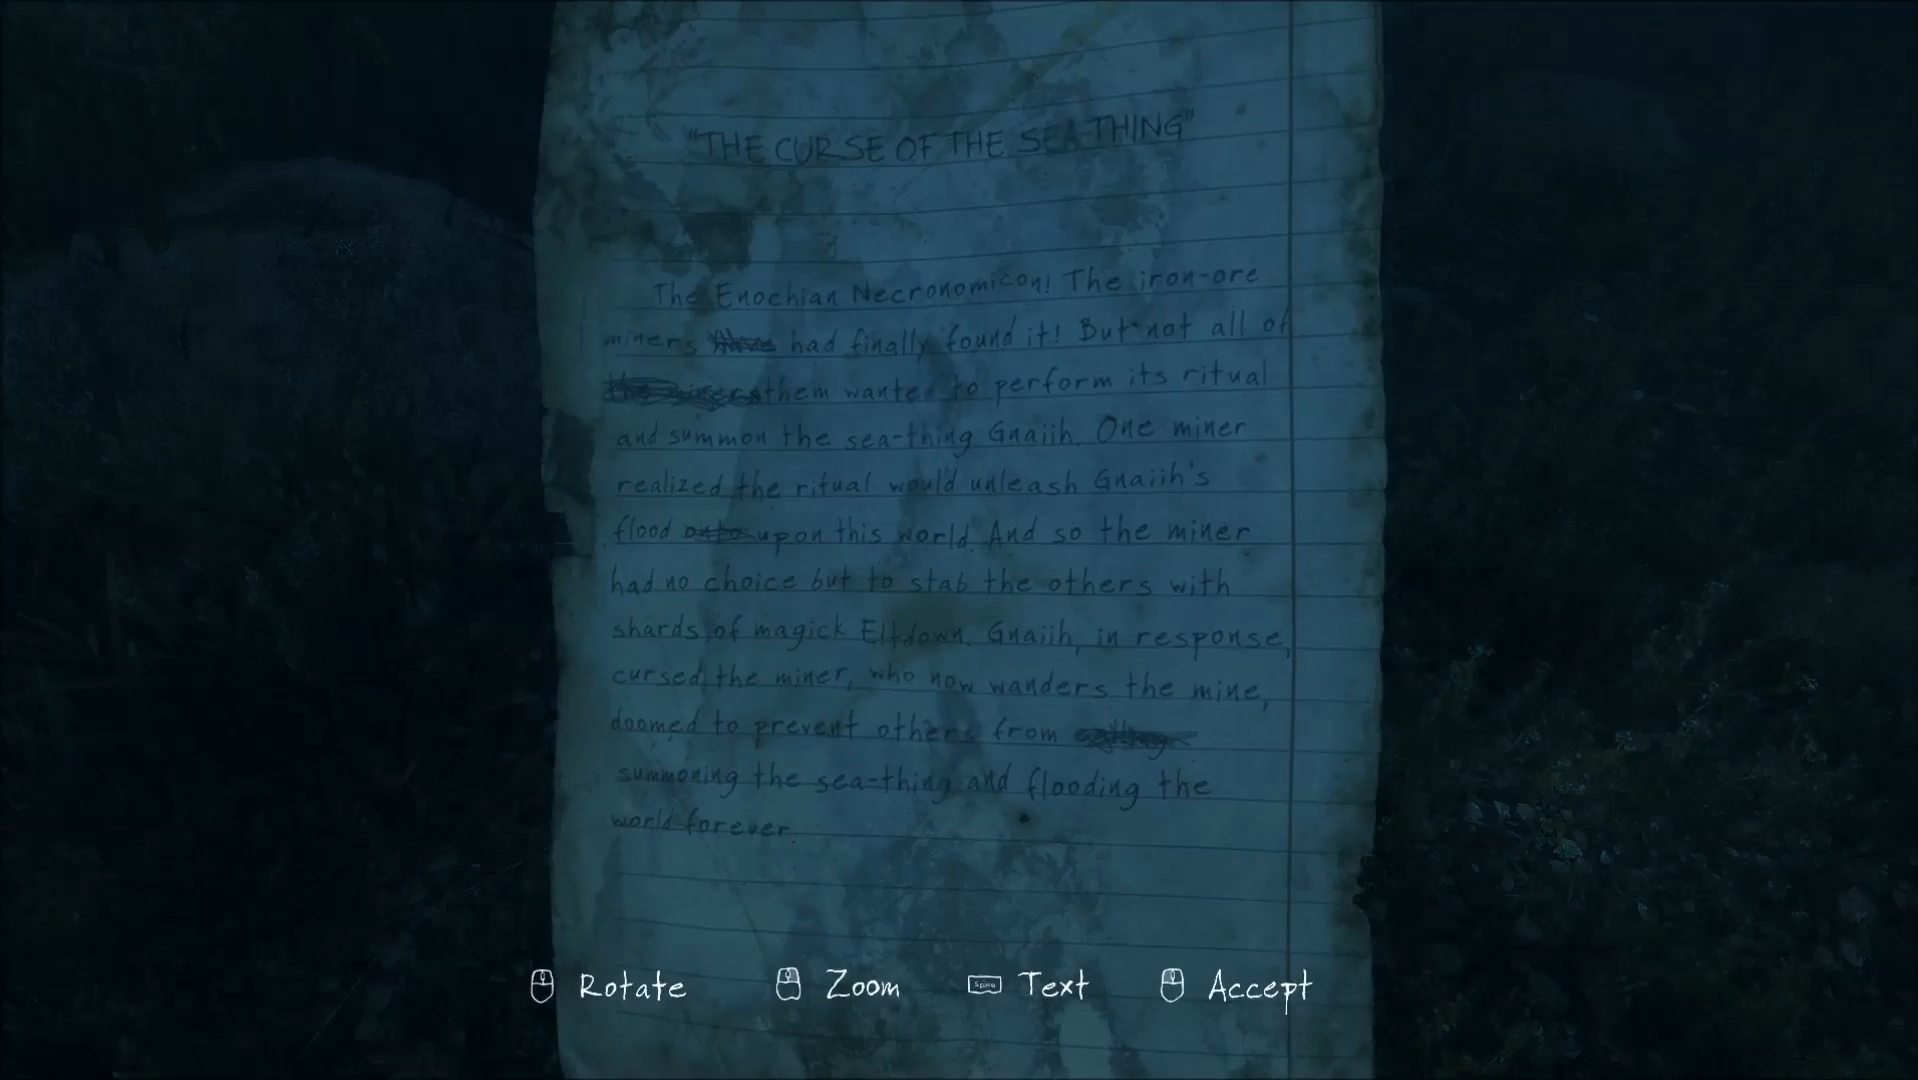 "THE CURSE OF THE SEA-THING"
The Enochian Necronomicon! The iron-ore
miners had finally found it! But not all of
them wanted to perform its ritual
and summon the sea-thing Gnaiih. One miner
realized the ritual would unleash Gnaiih's
flood onto upon this world. And so the miner
had no choice but to stab the others with
shards of magick Eltdown. Gnaiih, in response,
cursed the miner, who now wanders the mine,
doomed to prevent others from
summoning the sea-thing and flooding the
world forever
Rotate Zoom Space Text Accept